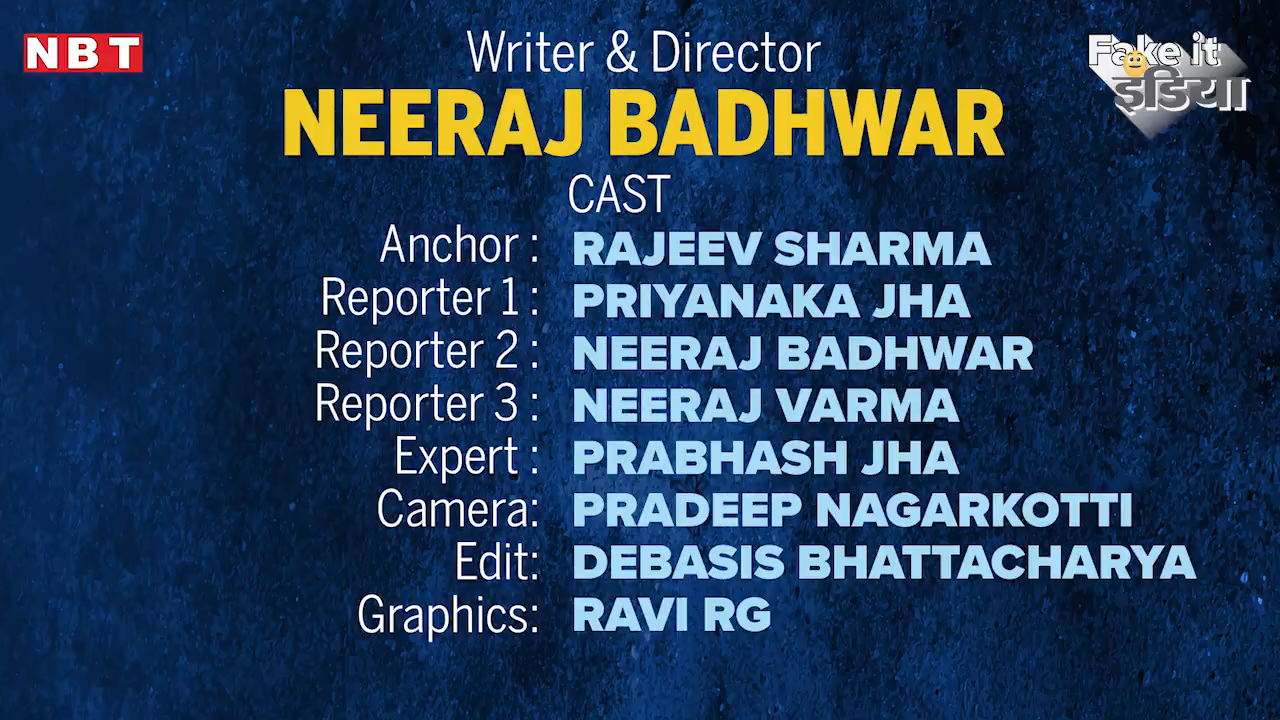 NBT
Writer & Director
Fake it
इंडिया
NEERAJ BADHWAR
CAST
Anchor : RAJEEV SHARMA
Reporter 1 : PRIYANAKA JHA
Reporter 2 : NEERAJ BADHWAR
Reporter 3 : NEERAJ VARMA
Expert : PRABHASH JHA
Camera: PRADEEP NAGARKOTTI
Edit: DEBASIS BHATTACHARYA
Graphics: RAVI RG